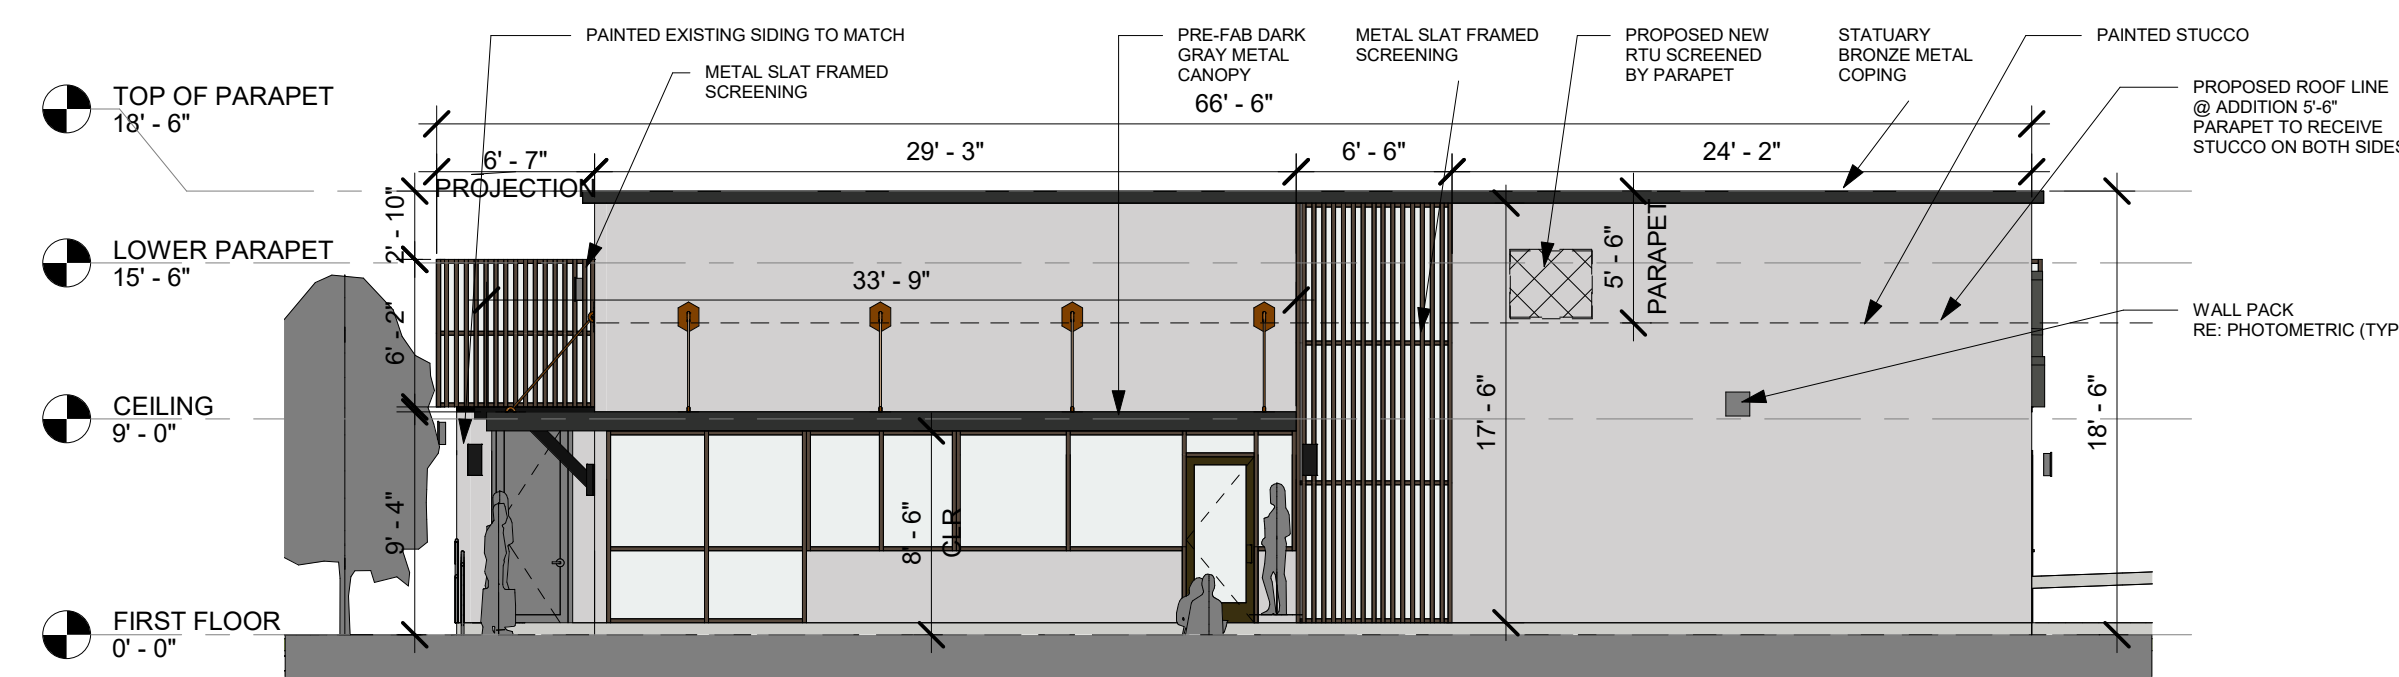 PAINTED EXISTING SIDING TO MATCH
METAL SLAT FRAMED
SCREENING
PRE-FAB DARK
GRAY METAL
CANOPY
METAL SLAT FRAMED
SCREENING
PROPOSED NEW
RTU SCREENED
BY PARAPET
STATUARY
BRONZE METAL
COPING
PAINTED STUCCO
PROPOSED ROOF LINE
@ ADDITION 5'-6"
PARAPET TO RECEIVE
STUCCO ON BOTH SIDES
TOP OF PARAPET
18' - 6"
66' - 6"
6' - 7"
PROJECTION
29' - 3"
6' - 6"
24' - 2"
2' - 10"
LOWER PARAPET
15' - 6"
33' - 9"
5' - 6"
PARAPET
6' - 2"
WALL PACK
RE: PHOTOMETRIC (TYP
CEILING
9' - 0"
17' - 6"
18' - 6"
9' - 4"
8' - 6"
CLR
FIRST FLOOR
0' - 0"